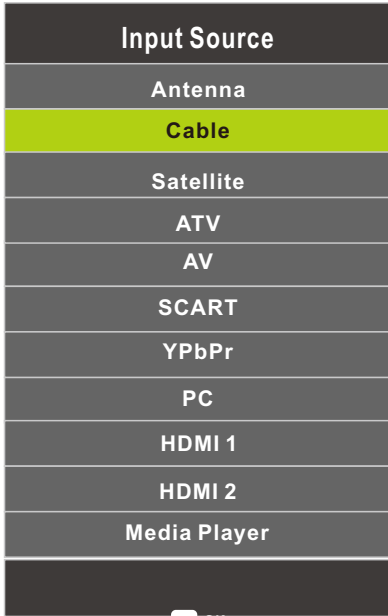 Input Source
Antenna
Cable
Satellite
ATV
AV
SCART
YPbPr
PC
HDMI 1
HDMI 2
Media Player